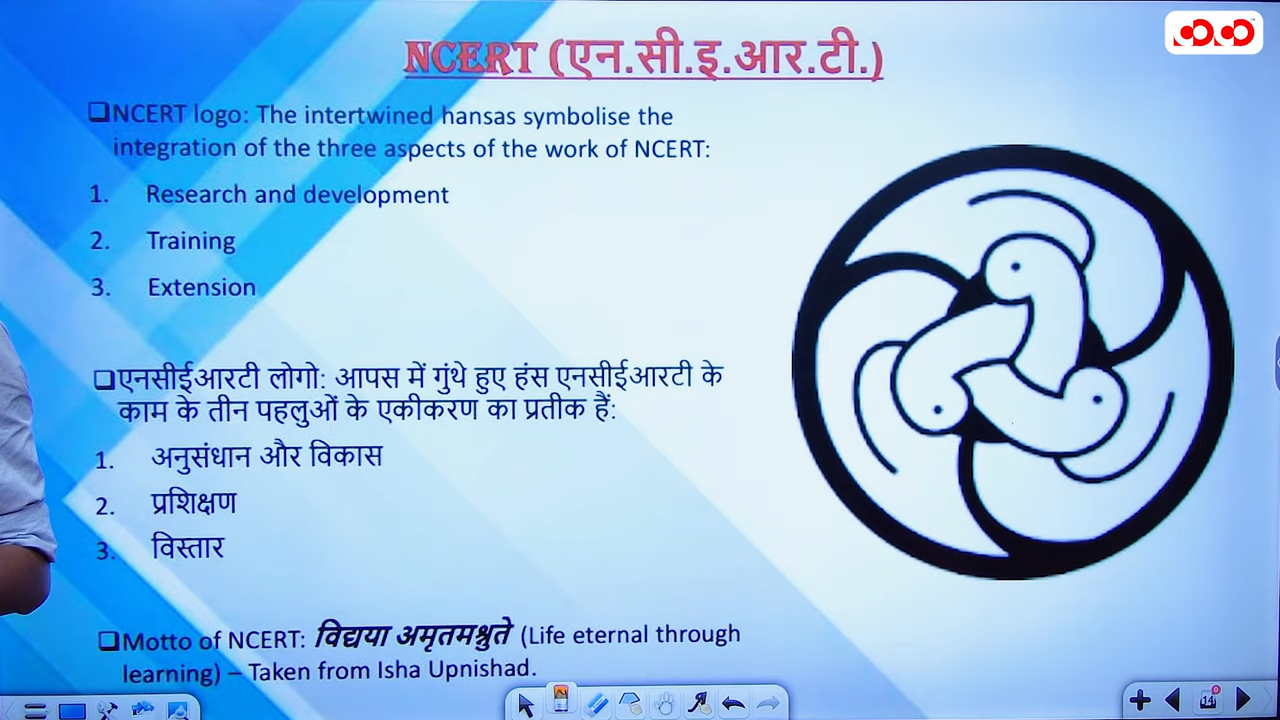 NCERT (एन.सी.इ.आर.टी.)
❑NCERT logo: The intertwined hansas symbolise the
integration of the three aspects of the work of NCERT:
1. Research and development
2. Training
3. Extension
❑एनसीईआरटी लोगो: आपस में गुंथे हुए हंस एनसीईआरटी के
काम के तीन पहलुओं के एकीकरण का प्रतीक हैं:
1. अनुसंधान और विकास
2. प्रशिक्षण
3. विस्तार
❑Motto of NCERT: विद्यया अमृतमश्नुते (Life eternal through
learning) – Taken from Isha Upnishad.
14